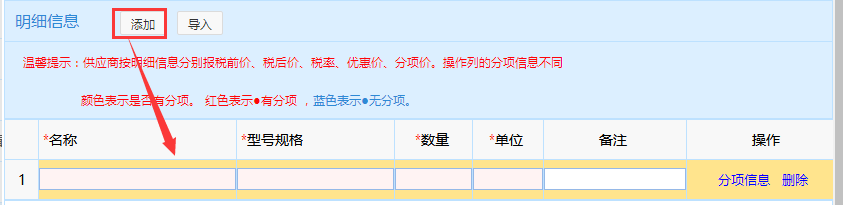 明细信息 添加 导入
温馨提示：供应商按明细信息分别报税前价、税后价、税率、优惠价、分项价。操作列的分项信息不同
颜色表示是否有分项。 红色表示●有分项 ，蓝色表示●无分项。
*名称 *型号规格 *数量 *单位 备注 操作
1 分项信息 删除